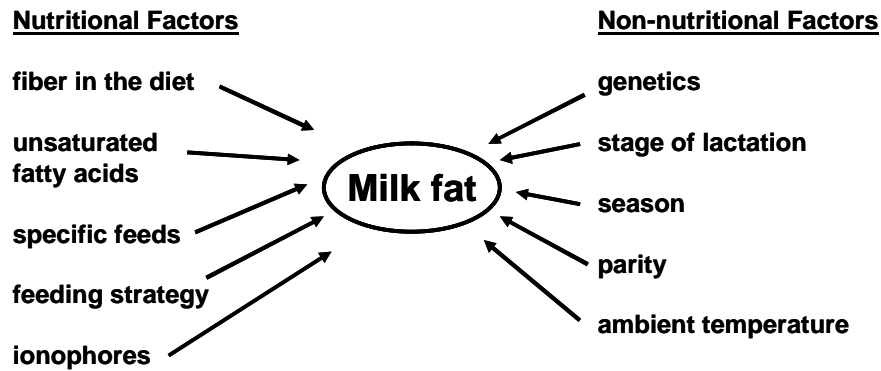 Nutritional Factors
fiber in the diet
unsaturated
fatty acids
specific feeds
feeding strategy
ionophores
Milk fat
Non-nutritional Factors
genetics
stage of lactation
season
parity
ambient temperature